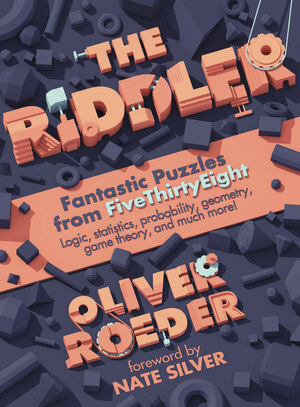 THE
RIDDLER
Fantastic Puzzles
from FiveThirtyEight
Logic, statistics, probability, geometry,
game theory, and much more!
OLIVER
ROEDER
foreword by
NATE SILVER